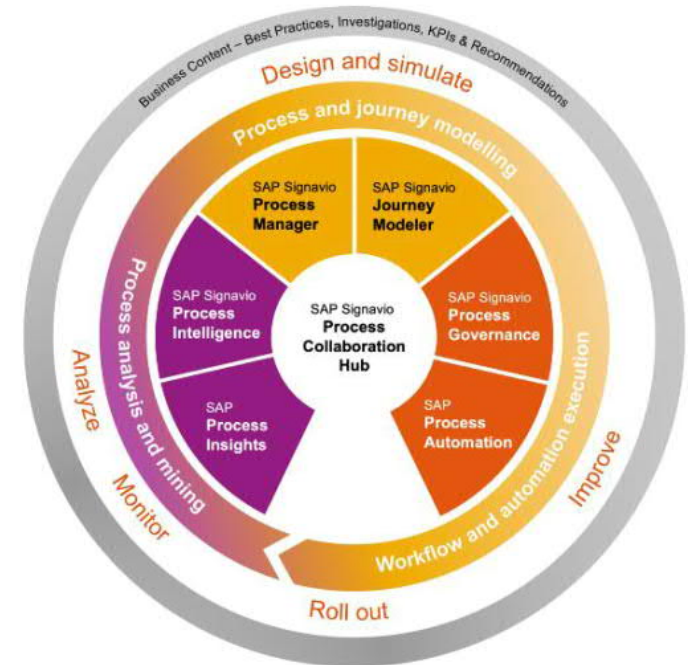 Business Content – Best Practices, Investigations, KPIs & Recommendations
Design and simulate
Process and journey modelling
SAP Signavio
Process
Manager
SAP Signavio
Journey
Modeler
SAP Signavio
Process
Intelligence
SAP Signavio
Process
Collaboration
Hub
SAP Signavio
Process
Governance
SAP
Process
Insights
SAP
Process
Automation
Process analysis and mining
Workflow and automation execution
Analyze
Monitor
Improve
Roll out